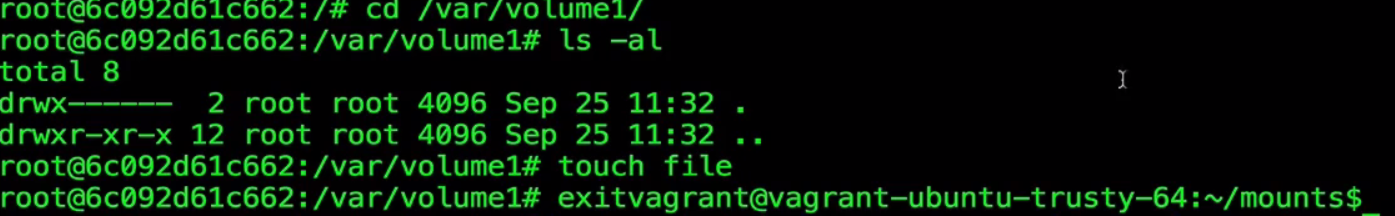 root@6c092d61c662:/# cd /var/volume1/
root@6c092d61c662:/var/volume1# ls -al
total 8
drwx------  2 root root 4096 Sep 25 11:32 .
drwxr-xr-x 12 root root 4096 Sep 25 11:32 ..
root@6c092d61c662:/var/volume1# touch file
root@6c092d61c662:/var/volume1# exitvagrant@vagrant-ubuntu-trusty-64:~/mounts$